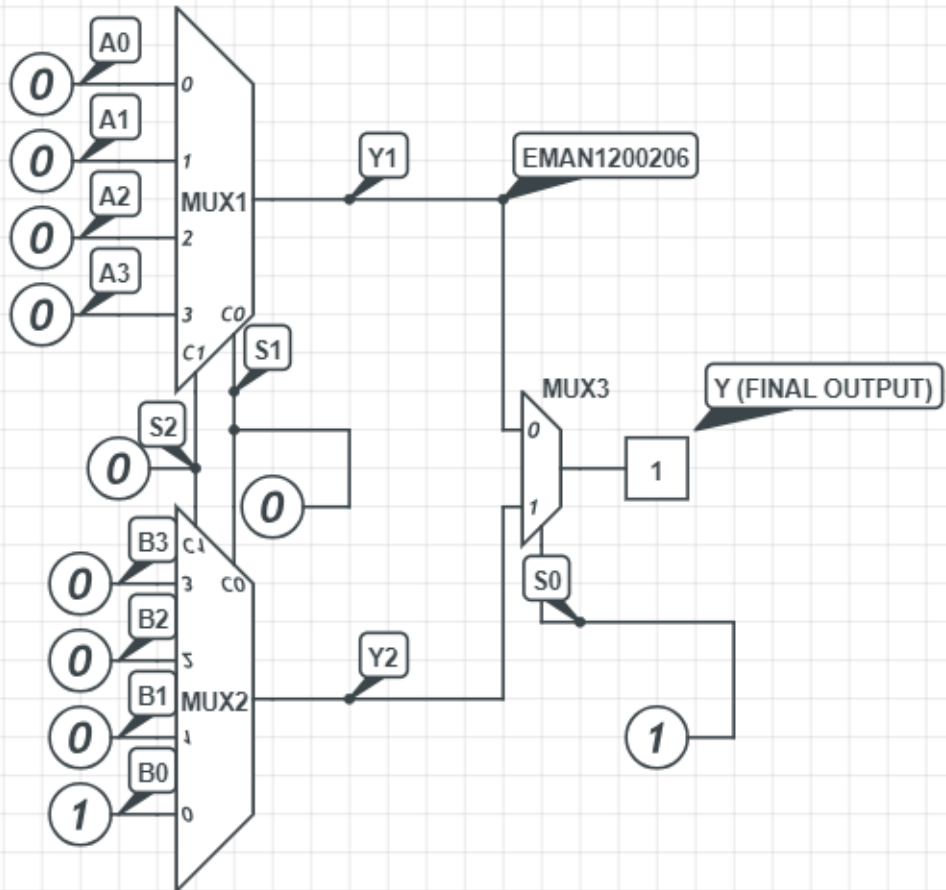 A0
0
0
A1
0
1
MUX1
A2
0
2
A3
0
3
C0
C1
Y1
EMAN1200206
S1
S2
0
0
MUX3
0
1
1
Y (FINAL OUTPUT)
S0
1
C1
C0
B3
0
3
B2
0
2
B1
0
1
MUX2
B0
1
0
Y2